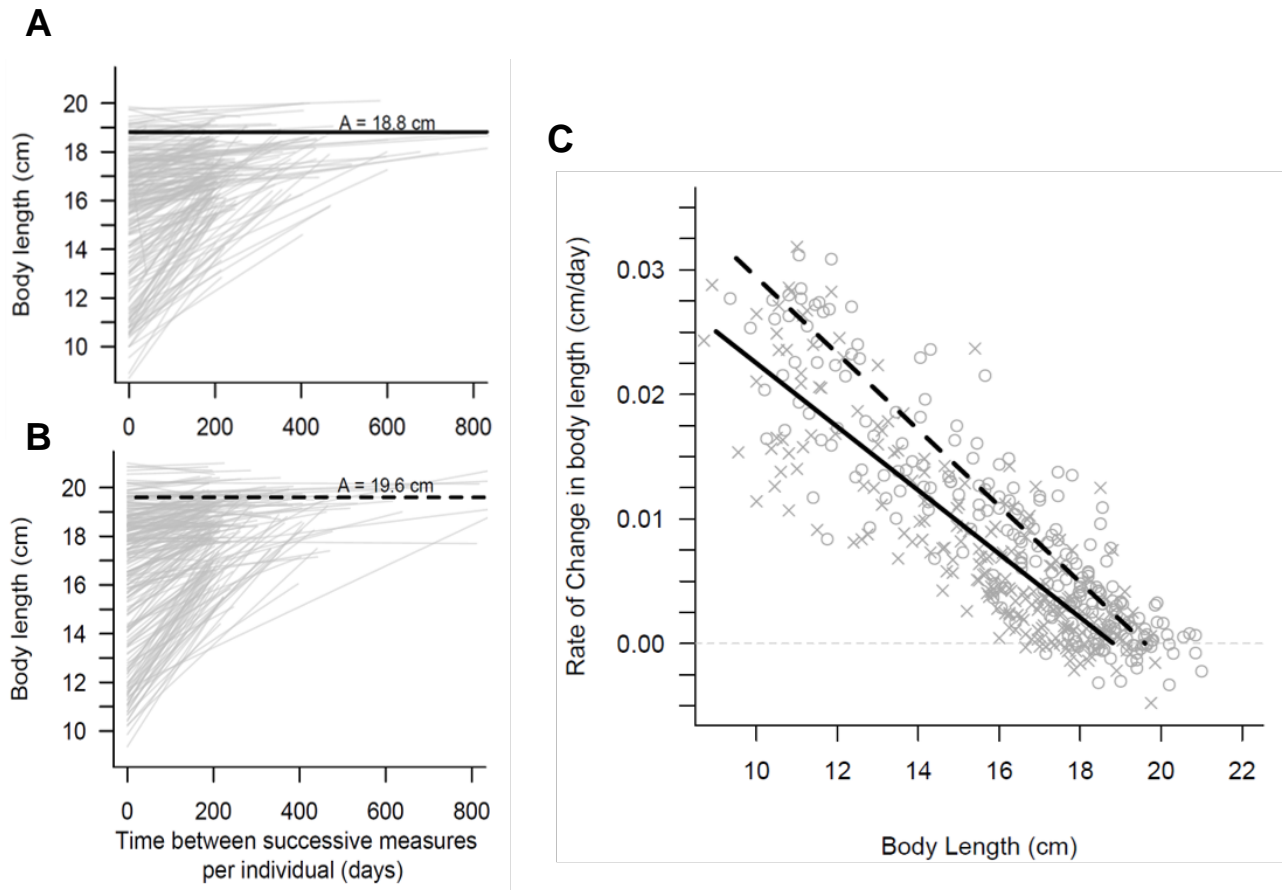 A
Body length (cm)
20
18
16
14
12
10
A = 18.8 cm
0 200 400 600 800
B
Body length (cm)
20
18
16
14
12
10
A = 19.6 cm
0 200 400 600 800
Time between successive measures
per individual (days)
C
Rate of Change in body length (cm/day)
0.03
0.02
0.01
0.00
10 12 14 16 18 20 22
Body Length (cm)